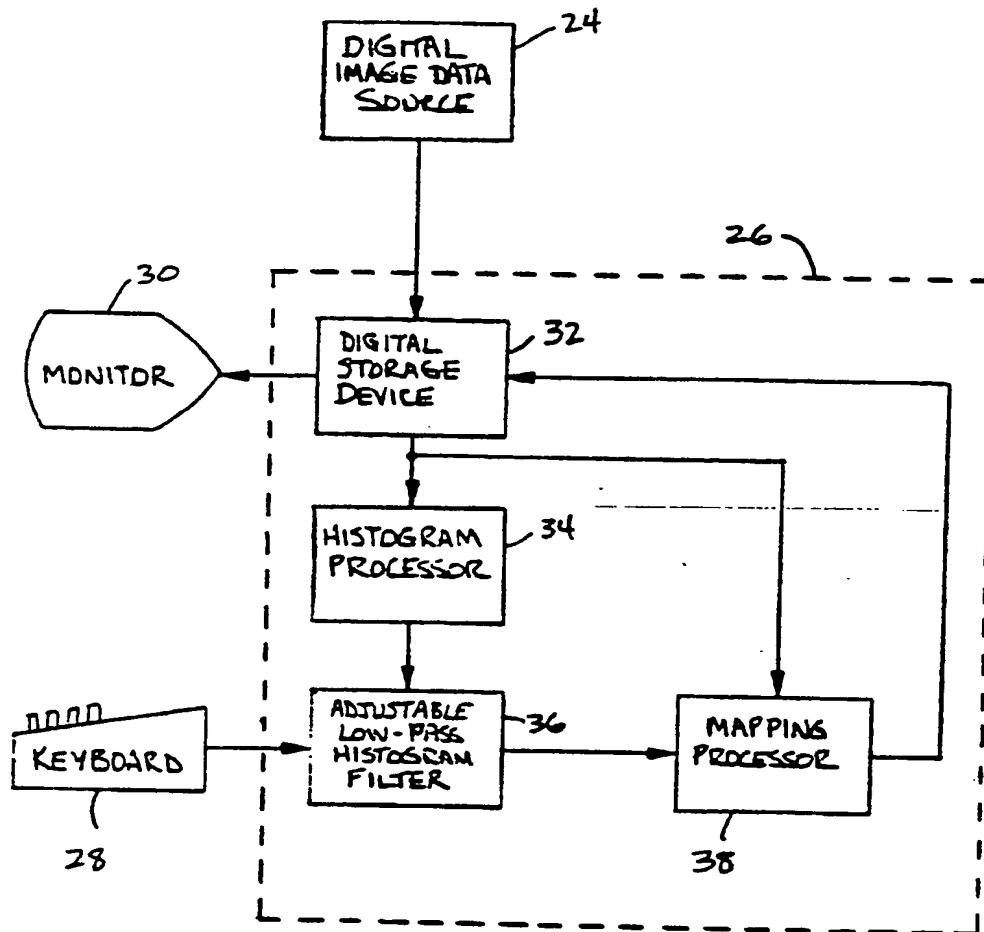 DIGITAL
IMAGE DATA
SOURCE
24
26
30
MONITOR
DIGITAL
STORAGE
DEVICE
32
HISTOGRAM
PROCESSOR
34
KEYBOARD
28
ADJUSTABLE
LOW-PASS
HISTOGRAM
FILTER
36
MAPPING
PROCESSOR
38